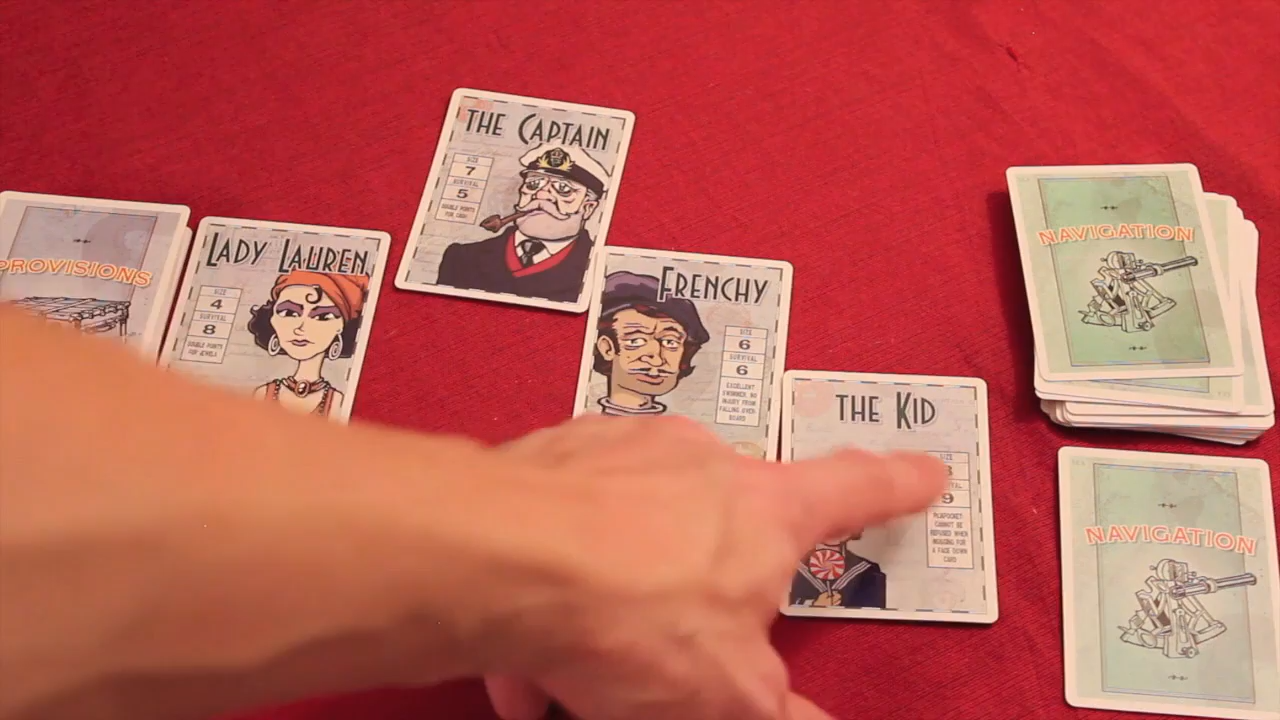 PROVISIONS
LADY LAUREN
SIZE
4
SURVIVAL
8
DOUBLE POINTS
FOR JEWELS
THE CAPTAIN
SIZE
7
SURVIVAL
5
DOUBLE POINTS
FOR CASH
FRENCHY
SIZE
6
SURVIVAL
6
EXCELLENT
SWIMMER, NO
INJURY FROM
FALLING OVER-
BOARD
THE KID
SIZE
9
PICKPOCKET
CANNOT BE
REFUSED WHEN
MUGGING FOR
A FACE DOWN
CARD
NAVIGATION
NAVIGATION